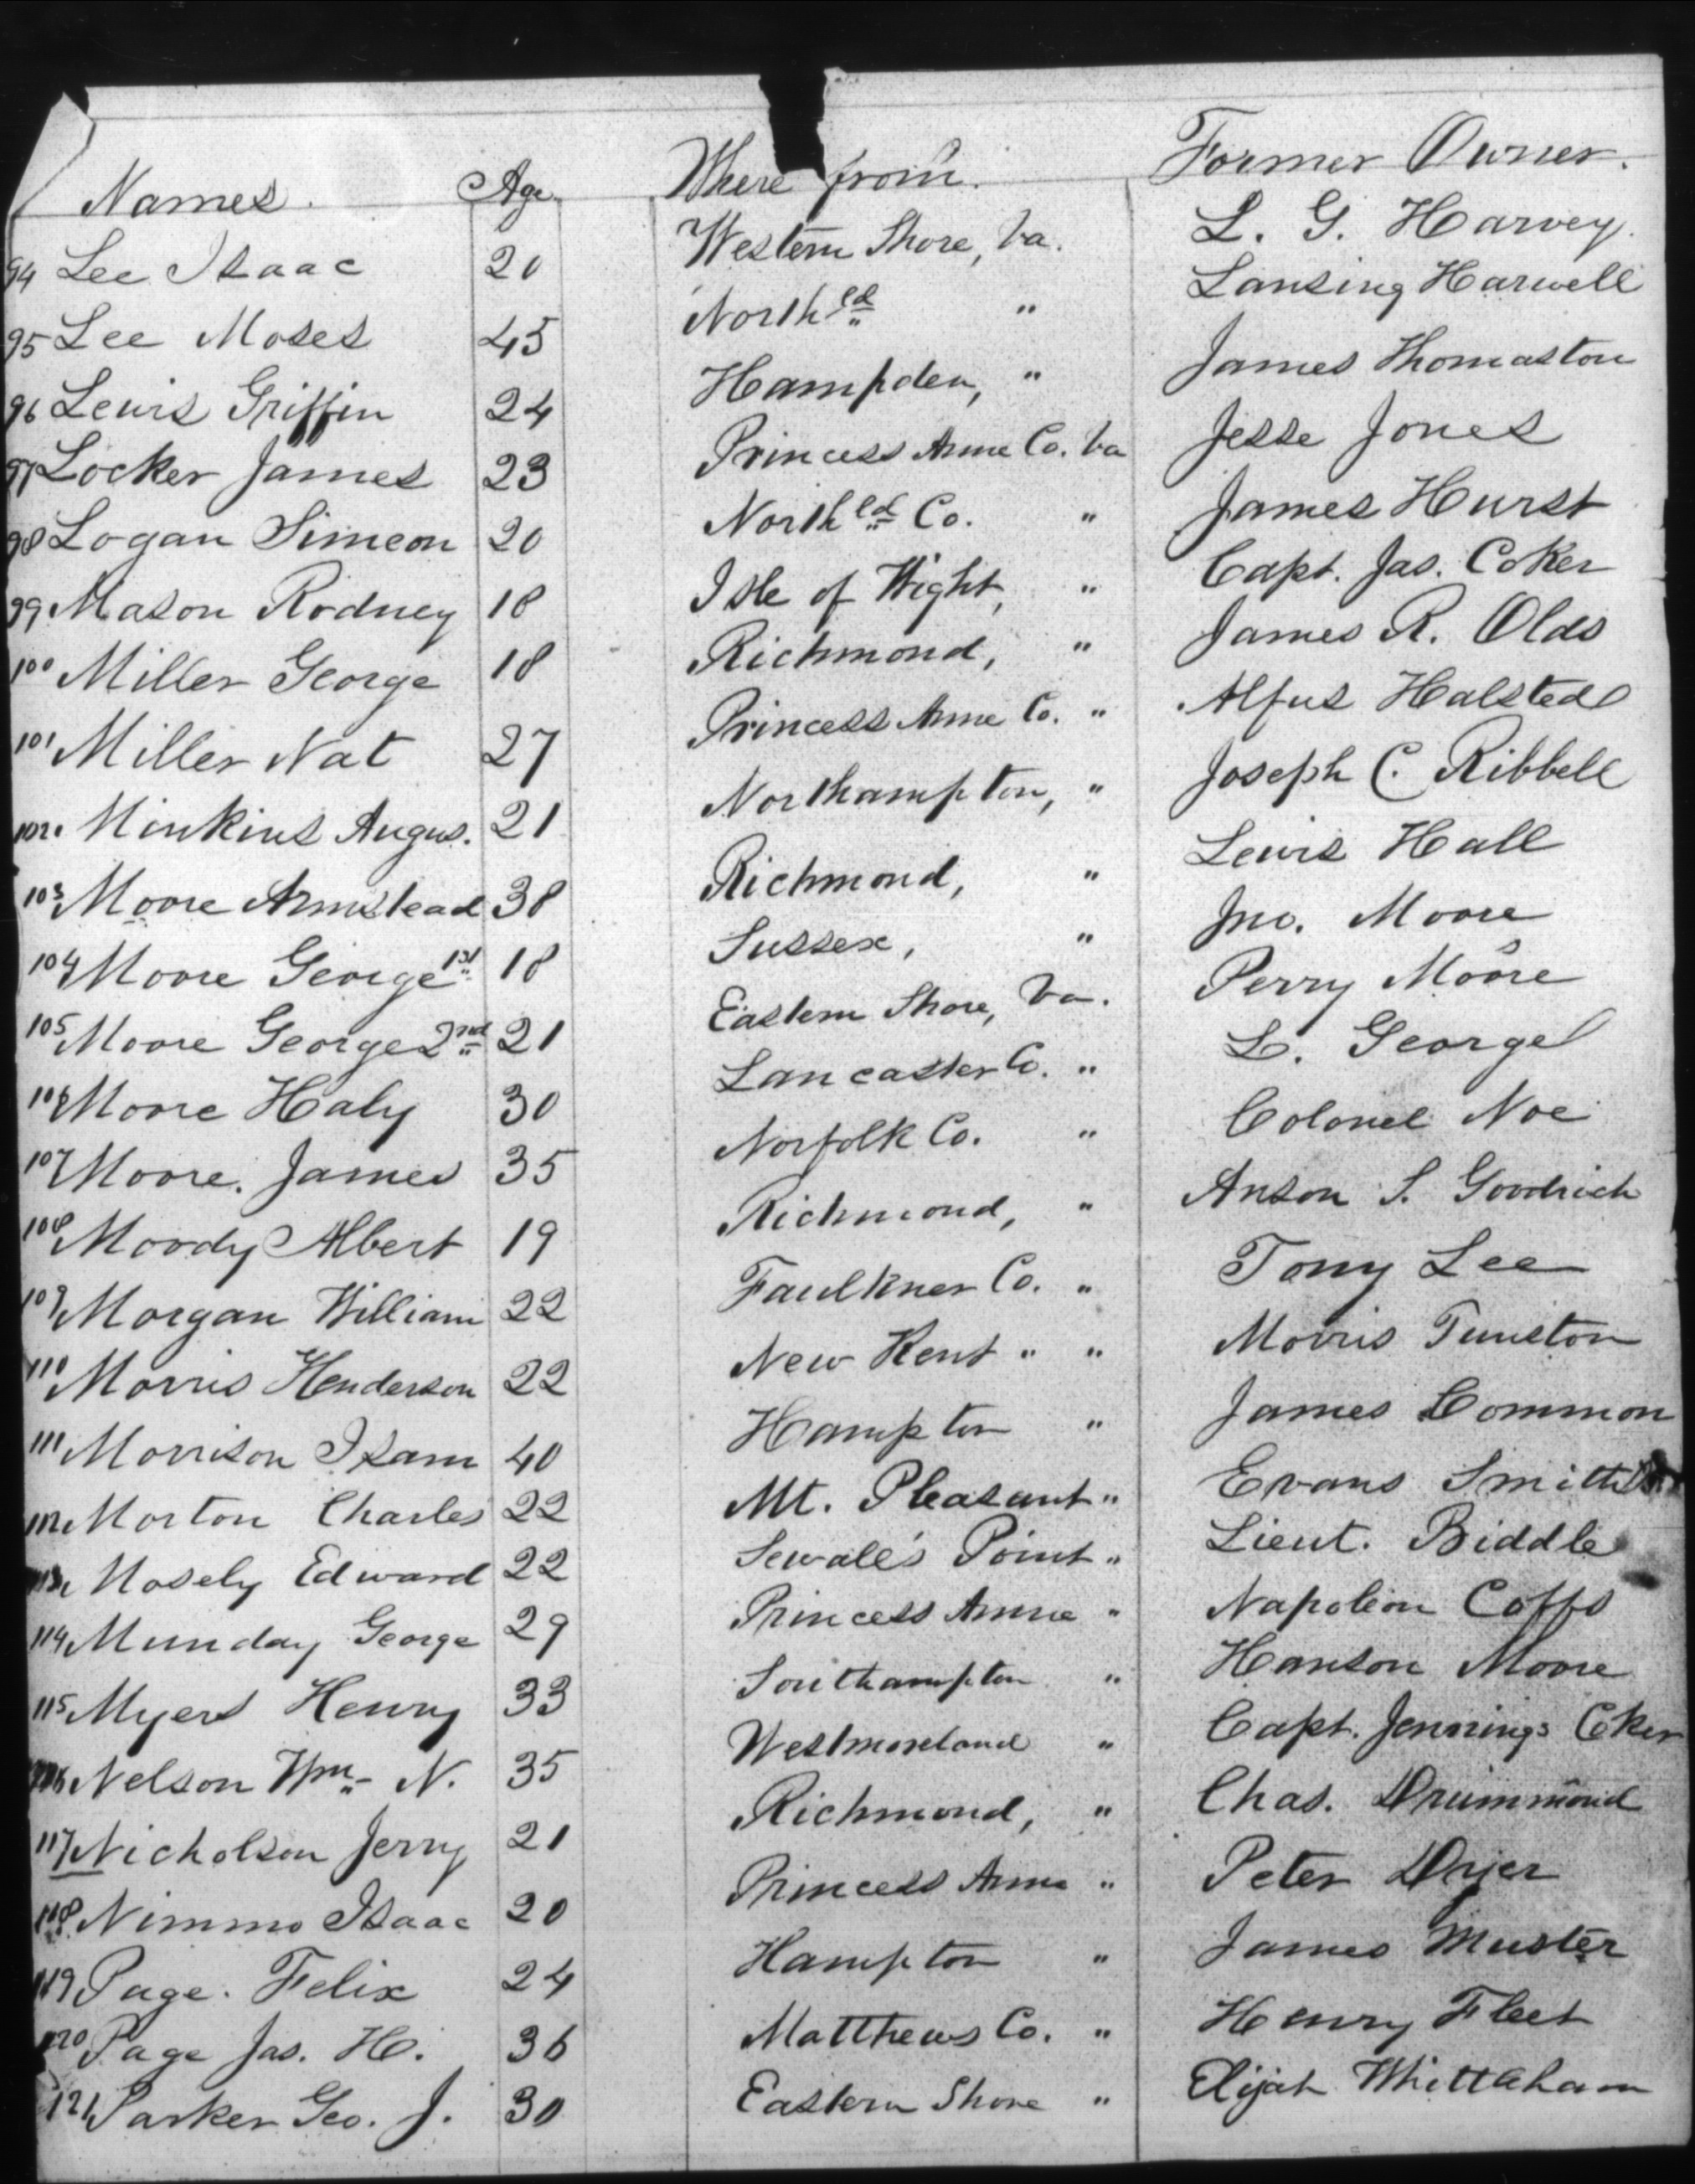 Names. Age Where from. Former Owner.
94 Lee Isaac 20 Western Shore, Va. L. G. Harvey.
95 Lee Moses 45 Northld " Lansing Harwell
96 Lewis Griffin 24 Hampden, " James Thomaston
97 Locker James 23 Princess Anne Co. Va Jesse Jones
98 Logan Simeon 20 Northld Co. " James Hurst
99 Mason Rodney 18 Isle of Wight, " Capt. Jas. Coker
100 Miller George 18 Richmond, " James R. Olds
101 Miller Nat 27 Princess Anne Co. " Alfus Halsted
102. Minkins Augus. 21 Northampton, " Joseph C. Ribbell
103 Moore Armstead 38 Richmond, " Lewis Hall
104 Moore George 1st 18 Sussex, " Jno. Moore
105 Moore George 2nd 21 Eastern Shore, Va. Perry Moore
106 Moore Haly 30 Lancaster Co. " L. George
107 Moore. James 35 Norfolk Co. " Colonel Noe
108 Moody Albert 19 Richmond, " Anson S. Goodrich
109 Morgan William 22 Faulkner Co. " Tony Lee
110 Morris Henderson 22 New Kent " " Morris Tunston
111 Morrison Isam 40 Hampton " James Common
112 Morton Charles 22 Mt. Pleasant " Evans Smith
113 Mosely Edward 22 Sewale's Point " Lieut. Biddle
114 Munday George 29 Princess Anne " Napoleon Coffs
115 Myers Henry 33 Southampton " Hanson Moore
116 Nelson Wm. N. 35 Westmoreland " Capt. Jennings Coker
117 Nicholson Jerry 21 Richmond, " Chas. Drummond
118 Nimmo Isaac 20 Princess Anne " Peter Dyer
119 Page. Felix 24 Hampton " James Muster
120 Page Jas. H. 36 Matthews Co. " Henry Fleet
121 Parker Geo. J. 30 Eastern Shore " Elijah Whittaham